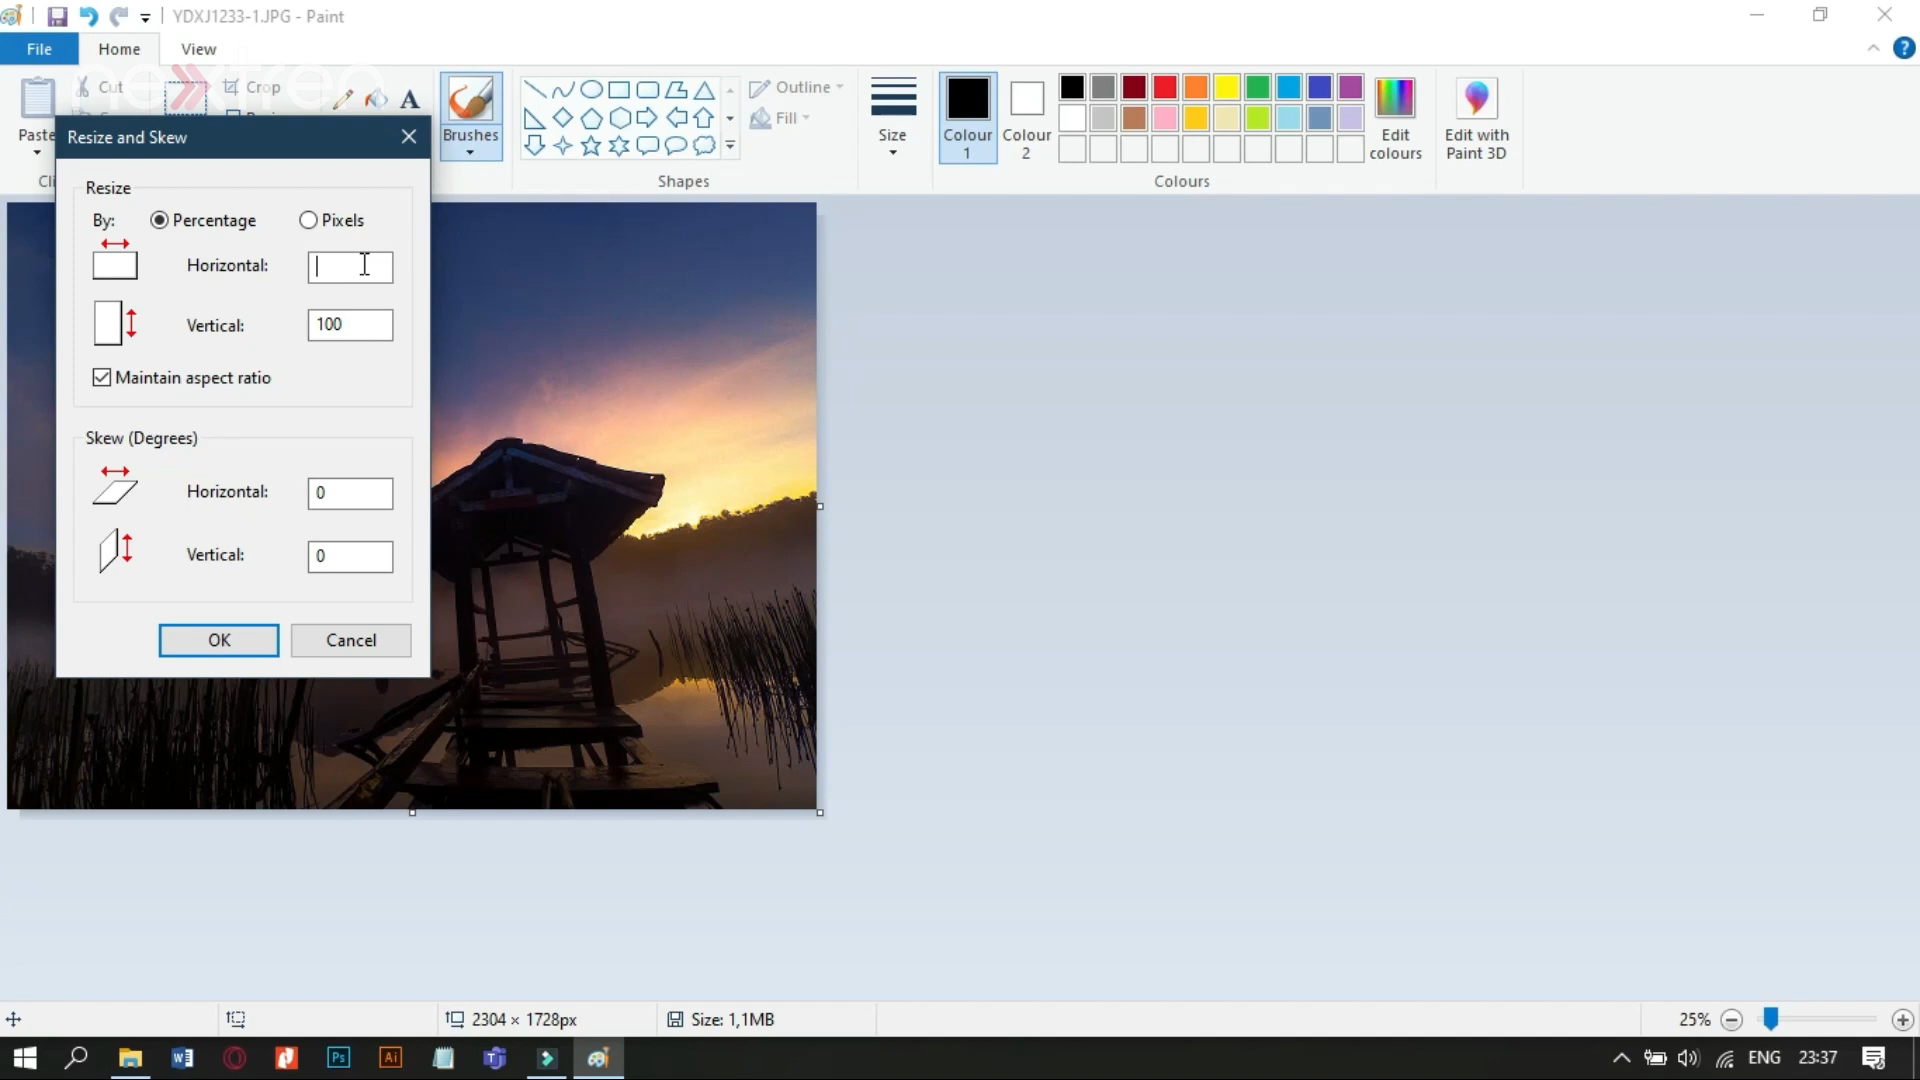 YDXJ1233-1.JPG - Paint
File Home View
Cut
Crop
Paste
Brushes
Outline
Fill
Size
Colour 1
Colour 2
Edit colours
Edit with Paint 3D
Shapes
Colours
Resize and Skew
Resize
By: Percentage Pixels
Horizontal:
Vertical: 100
Maintain aspect ratio
Skew (Degrees)
Horizontal: 0
Vertical: 0
OK Cancel
2304 × 1728px
Size: 1,1MB
25%
Ps
Ai
ENG 23:37